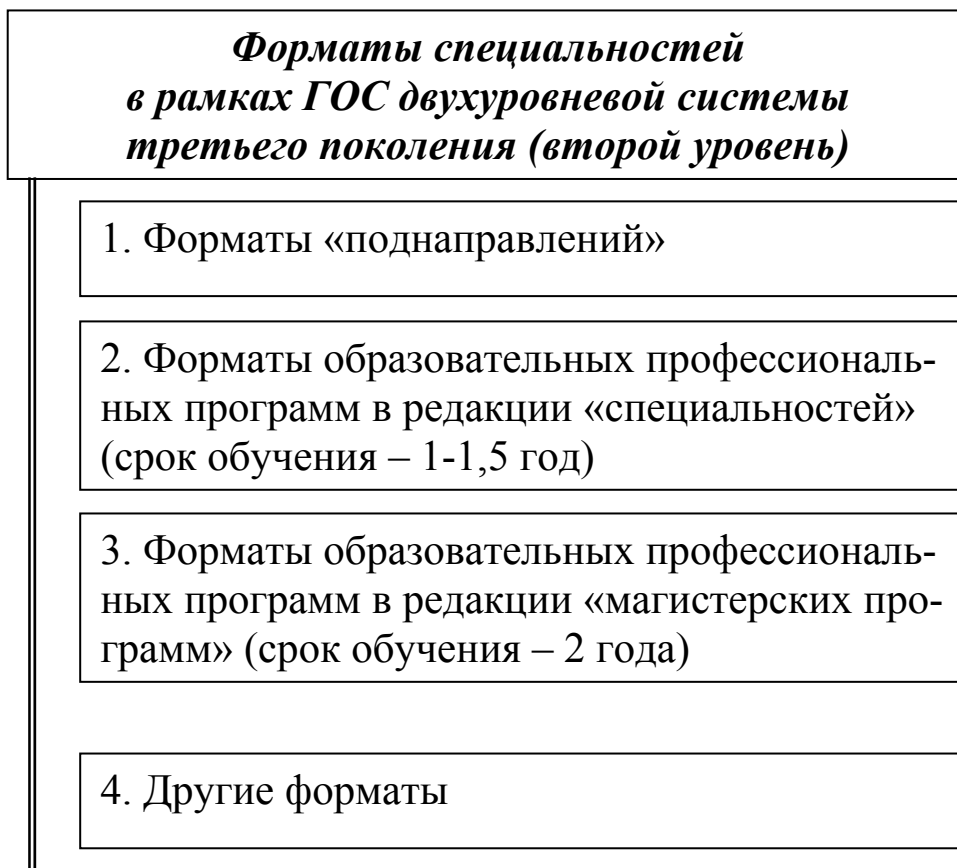 Форматы специальностей
в рамках ГОС двухуровневой системы
третьего поколения (второй уровень)
1. Форматы «поднаправлений»
2. Форматы образовательных профессиональ-
ных программ в редакции «специальностей»
(срок обучения – 1-1,5 год)
3. Форматы образовательных профессиональ-
ных программ в редакции «магистерских про-
грамм» (срок обучения – 2 года)
4. Другие форматы